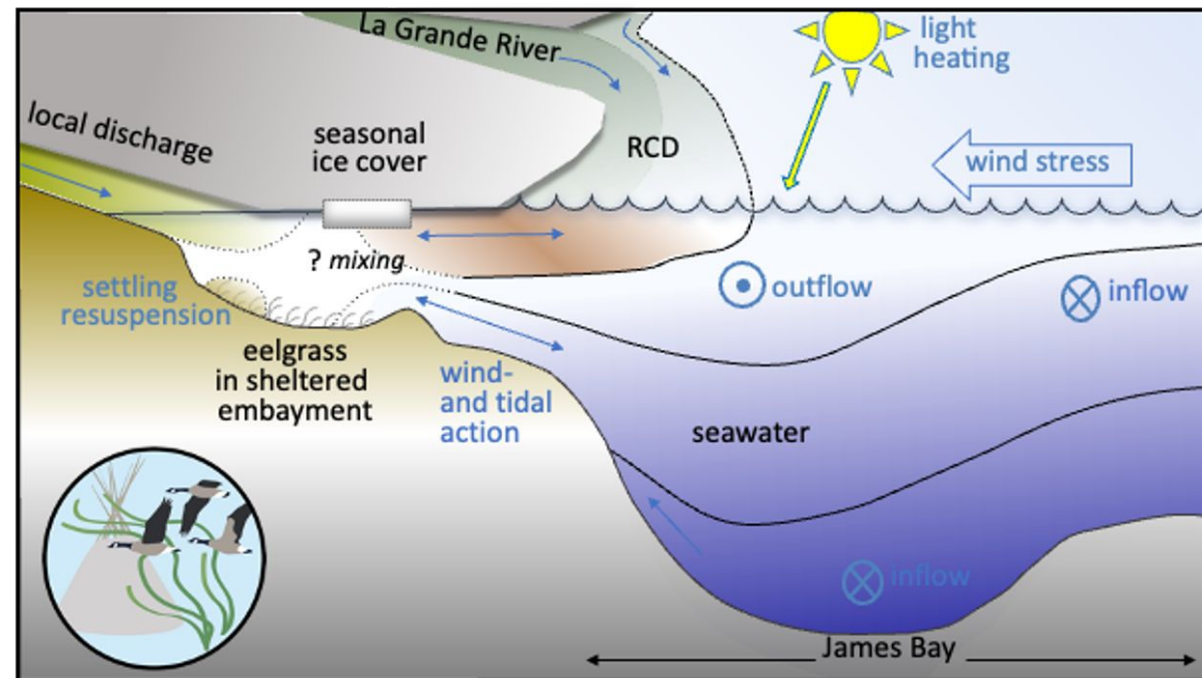 La Grande River
light
heating
local discharge
seasonal
ice cover
RCD
wind stress
? mixing
settling
resuspension
outflow
inflow
eelgrass
in sheltered
embayment
wind-
and tidal
action
seawater
inflow
James Bay